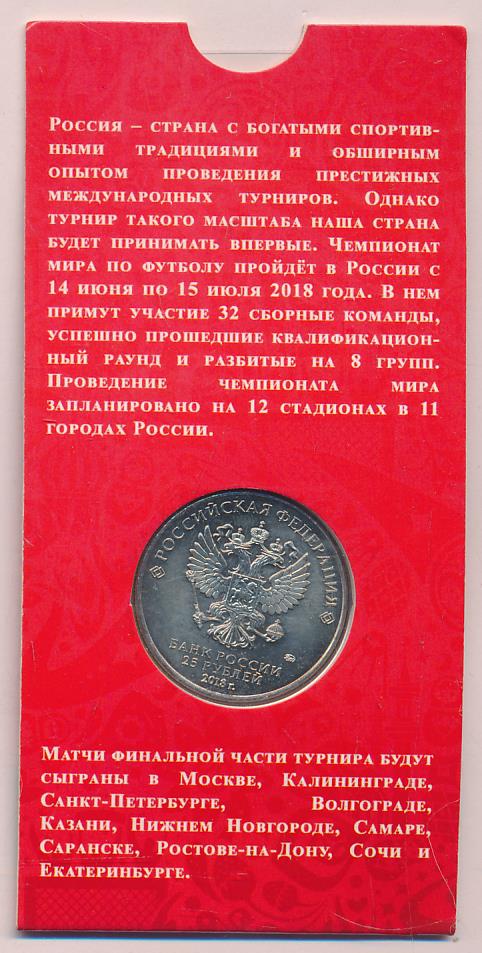 Россия – страна с богатыми спортив-
ными традициями и обширным
опытом проведения престижных
международных турниров. Однако
турнир такого масштаба наша страна
будет принимать впервые. Чемпионат
мира по футболу пройдёт в России с
14 июня по 15 июля 2018 года. В нем
примут участие 32 сборные команды,
успешно прошедшие квалификацион-
ный раунд и разбитые на 8 групп.
Проведение чемпионата мира
запланировано на 12 стадионах в 11
городах России.
РОССИЙСКАЯ ФЕДЕРАЦИЯ
БАНК РОССИИ
25 РУБЛЕЙ
2018 г.
Матчи финальной части турнира будут
сыграны в Москве, Калининграде,
Санкт-Петербурге, Волгограде,
Казани, Нижнем Новгороде, Самаре,
Саранске, Ростове-на-Дону, Сочи и
Екатеринбурге.